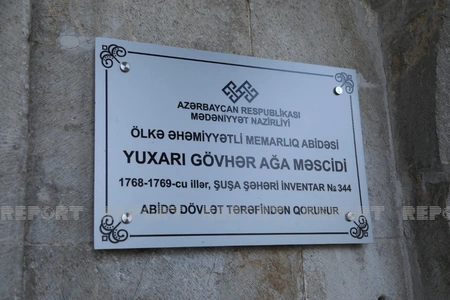 AZƏRBAYCAN RESPUBLİKASI
MƏDƏNİYYƏT NAZİRLİYİ
ÖLKƏ ƏHƏMİYYƏTLİ MEMARLIQ ABİDƏSİ
YUXARI GÖVHƏR AĞA MƏSCİDİ
1768-1769-cu illər, ŞUŞA ŞƏHƏRİ İNVENTAR № 344
ABİDƏ DÖVLƏT TƏRƏFİNDƏN QORUNUR
REPORT
REPORT
REPORT